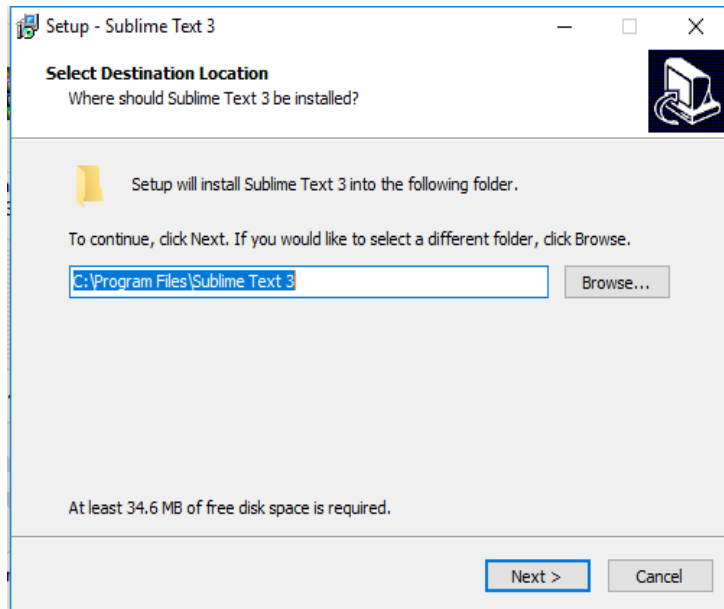 Setup - Sublime Text 3
Select Destination Location
Where should Sublime Text 3 be installed?
Setup will install Sublime Text 3 into the following folder.
To continue, click Next. If you would like to select a different folder, click Browse.
C:\Program Files\Sublime Text 3
Browse...
At least 34.6 MB of free disk space is required.
Next >
Cancel